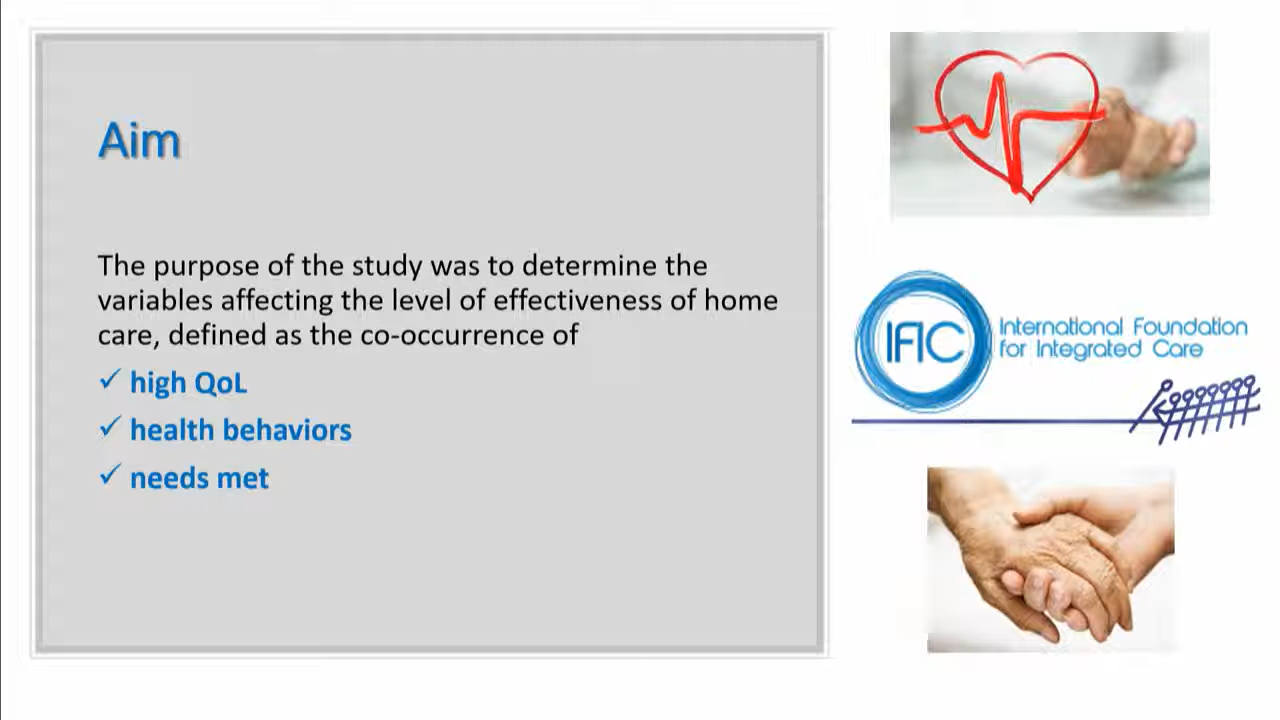 Aim
The purpose of the study was to determine the
variables affecting the level of effectiveness of home
care, defined as the co-occurrence of
✓ high QoL
✓ health behaviors
✓ needs met
IFIC
International Foundation
for Integrated Care